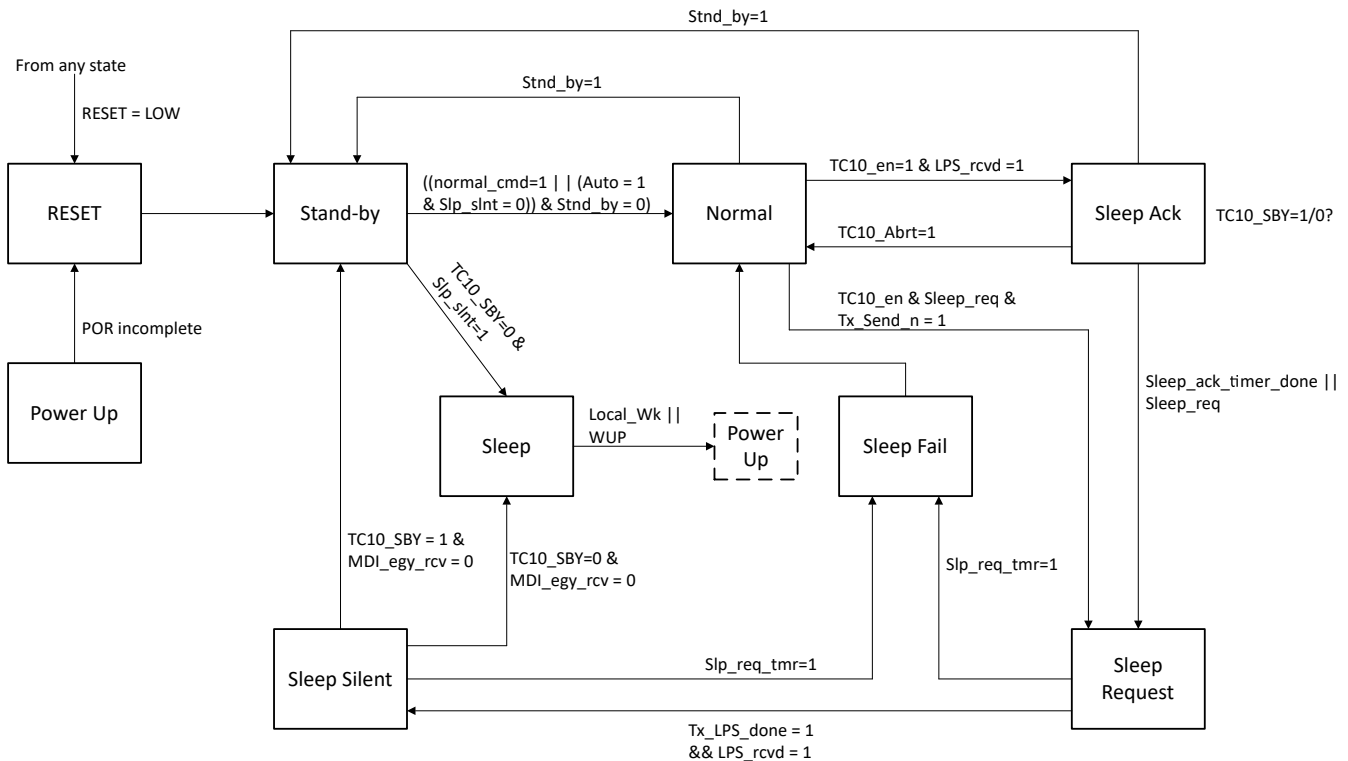 Stnd_by=1
From any state
Stnd_by=1
RESET = LOW
TC10_en=1 & LPS_rcvd =1
((normal_cmd=1 | | (Auto = 1
& Slp_slnt = 0)) & Stnd_by = 0)
RESET
Stand-by
Normal
Sleep Ack
TC10_SBY=1/0?
TC10_Abrt=1
TC10_SBY=0 &
Slp_slnt=1
TC10_en & Sleep_req &
Tx_Send_n = 1
POR incomplete
Power Up
Sleep
Local_Wk ||
WUP
Power
Up
Sleep Fail
Sleep_ack_timer_done ||
Sleep_req
TC10_SBY = 1 &
MDI_egy_rcv = 0
TC10_SBY=0 &
MDI_egy_rcv = 0
Slp_req_tmr=1
Sleep Silent
Slp_req_tmr=1
Sleep
Request
Tx_LPS_done = 1
&& LPS_rcvd = 1